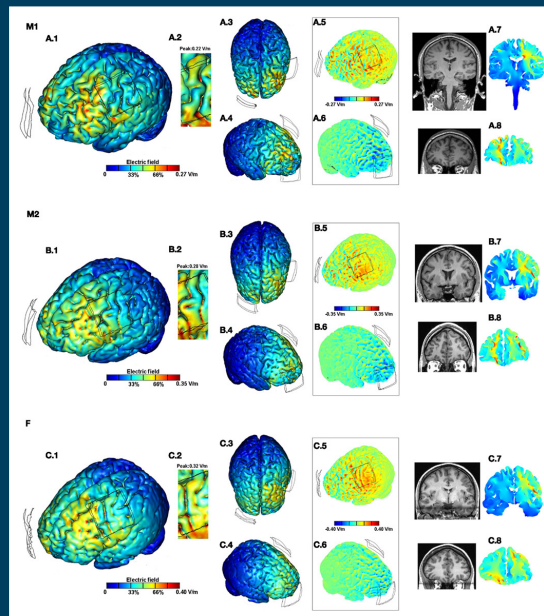 M1
A.1
A.2
Peak:0.22 V/m
A.3
A.4
A.5
-0.27 V/m
0.27 V/m
A.6
A.7
A.8
Electric field
0
33%
66%
0.27 V/m
M2
B.1
B.2
Peak:0.28 V/m
B.3
B.4
B.5
-0.35 V/m
0.35 V/m
B.6
B.7
B.8
Electric field
0
33%
66%
0.35 V/m
F
C.1
C.2
Peak:0.32 V/m
C.3
C.4
C.5
-0.40 V/m
0.40 V/m
C.6
C.7
C.8
Electric field
0
33%
66%
0.40 V/m